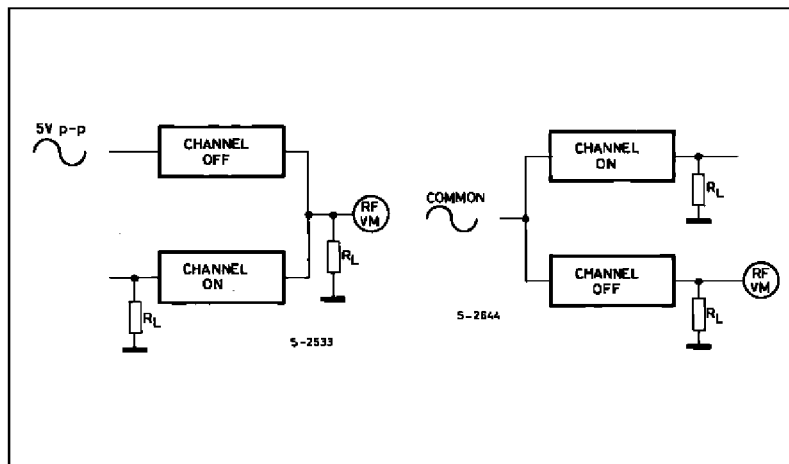 5V p-p
CHANNEL
OFF
RF
VM
CHANNEL
ON
RL
RL
S-2533
CHANNEL
ON
RL
COMMON
CHANNEL
OFF
RF
VM
RL
S-2644